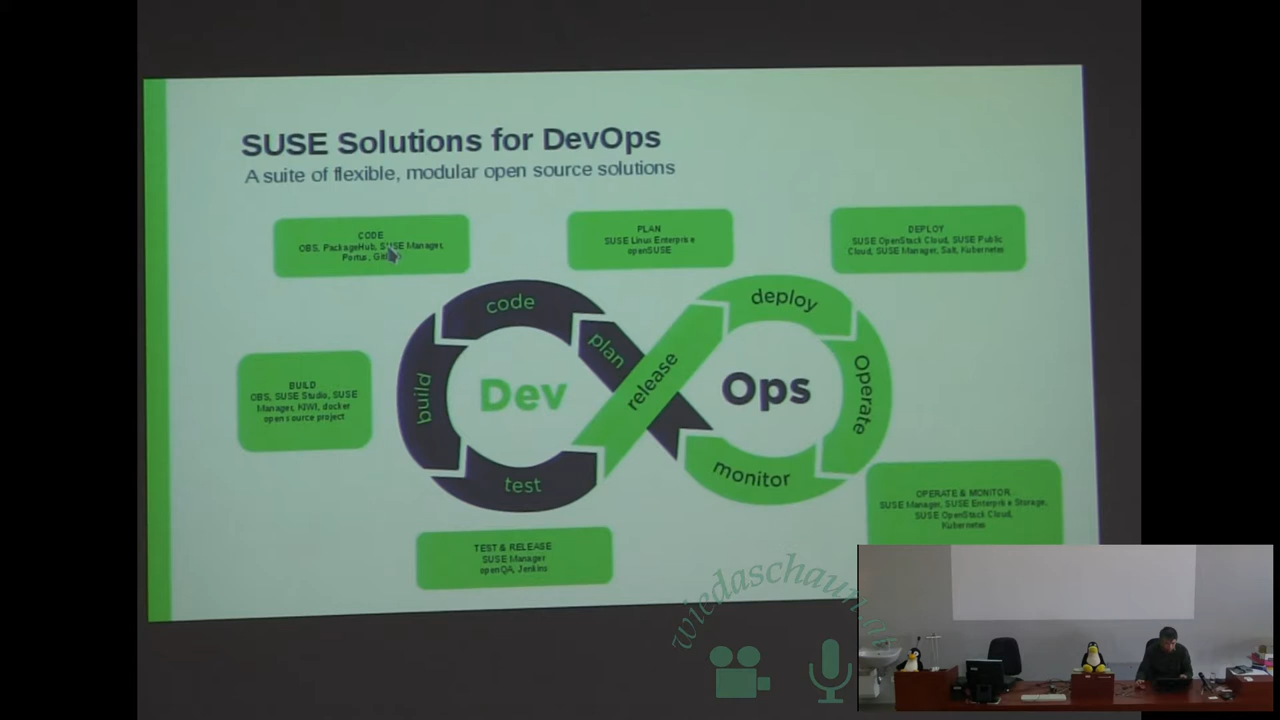 SUSE Solutions for DevOps
A suite of flexible, modular open source solutions
CODE
OBS, PackageHub, SUSE Manager,
Portus,
PLAN
SUSE Linux Enterprise
openSUSE
DEPLOY
SUSE OpenStack Cloud, SUSE Public
Cloud, SUSE Manager, Salt, Kubernetes
BUILD
OBS, SUSE Studio, SUSE
Manager, KIWI, docker
open source project
code
plan
build
test
Dev
release
deploy
Operate
monitor
Ops
OPERATE & MONITOR
SUSE Manager, SUSE Enterprise Storage,
SUSE OpenStack Cloud,
Kubernetes
TEST & RELEASE
SUSE Manager
openQA, Jenkins
wiedaschaun.at